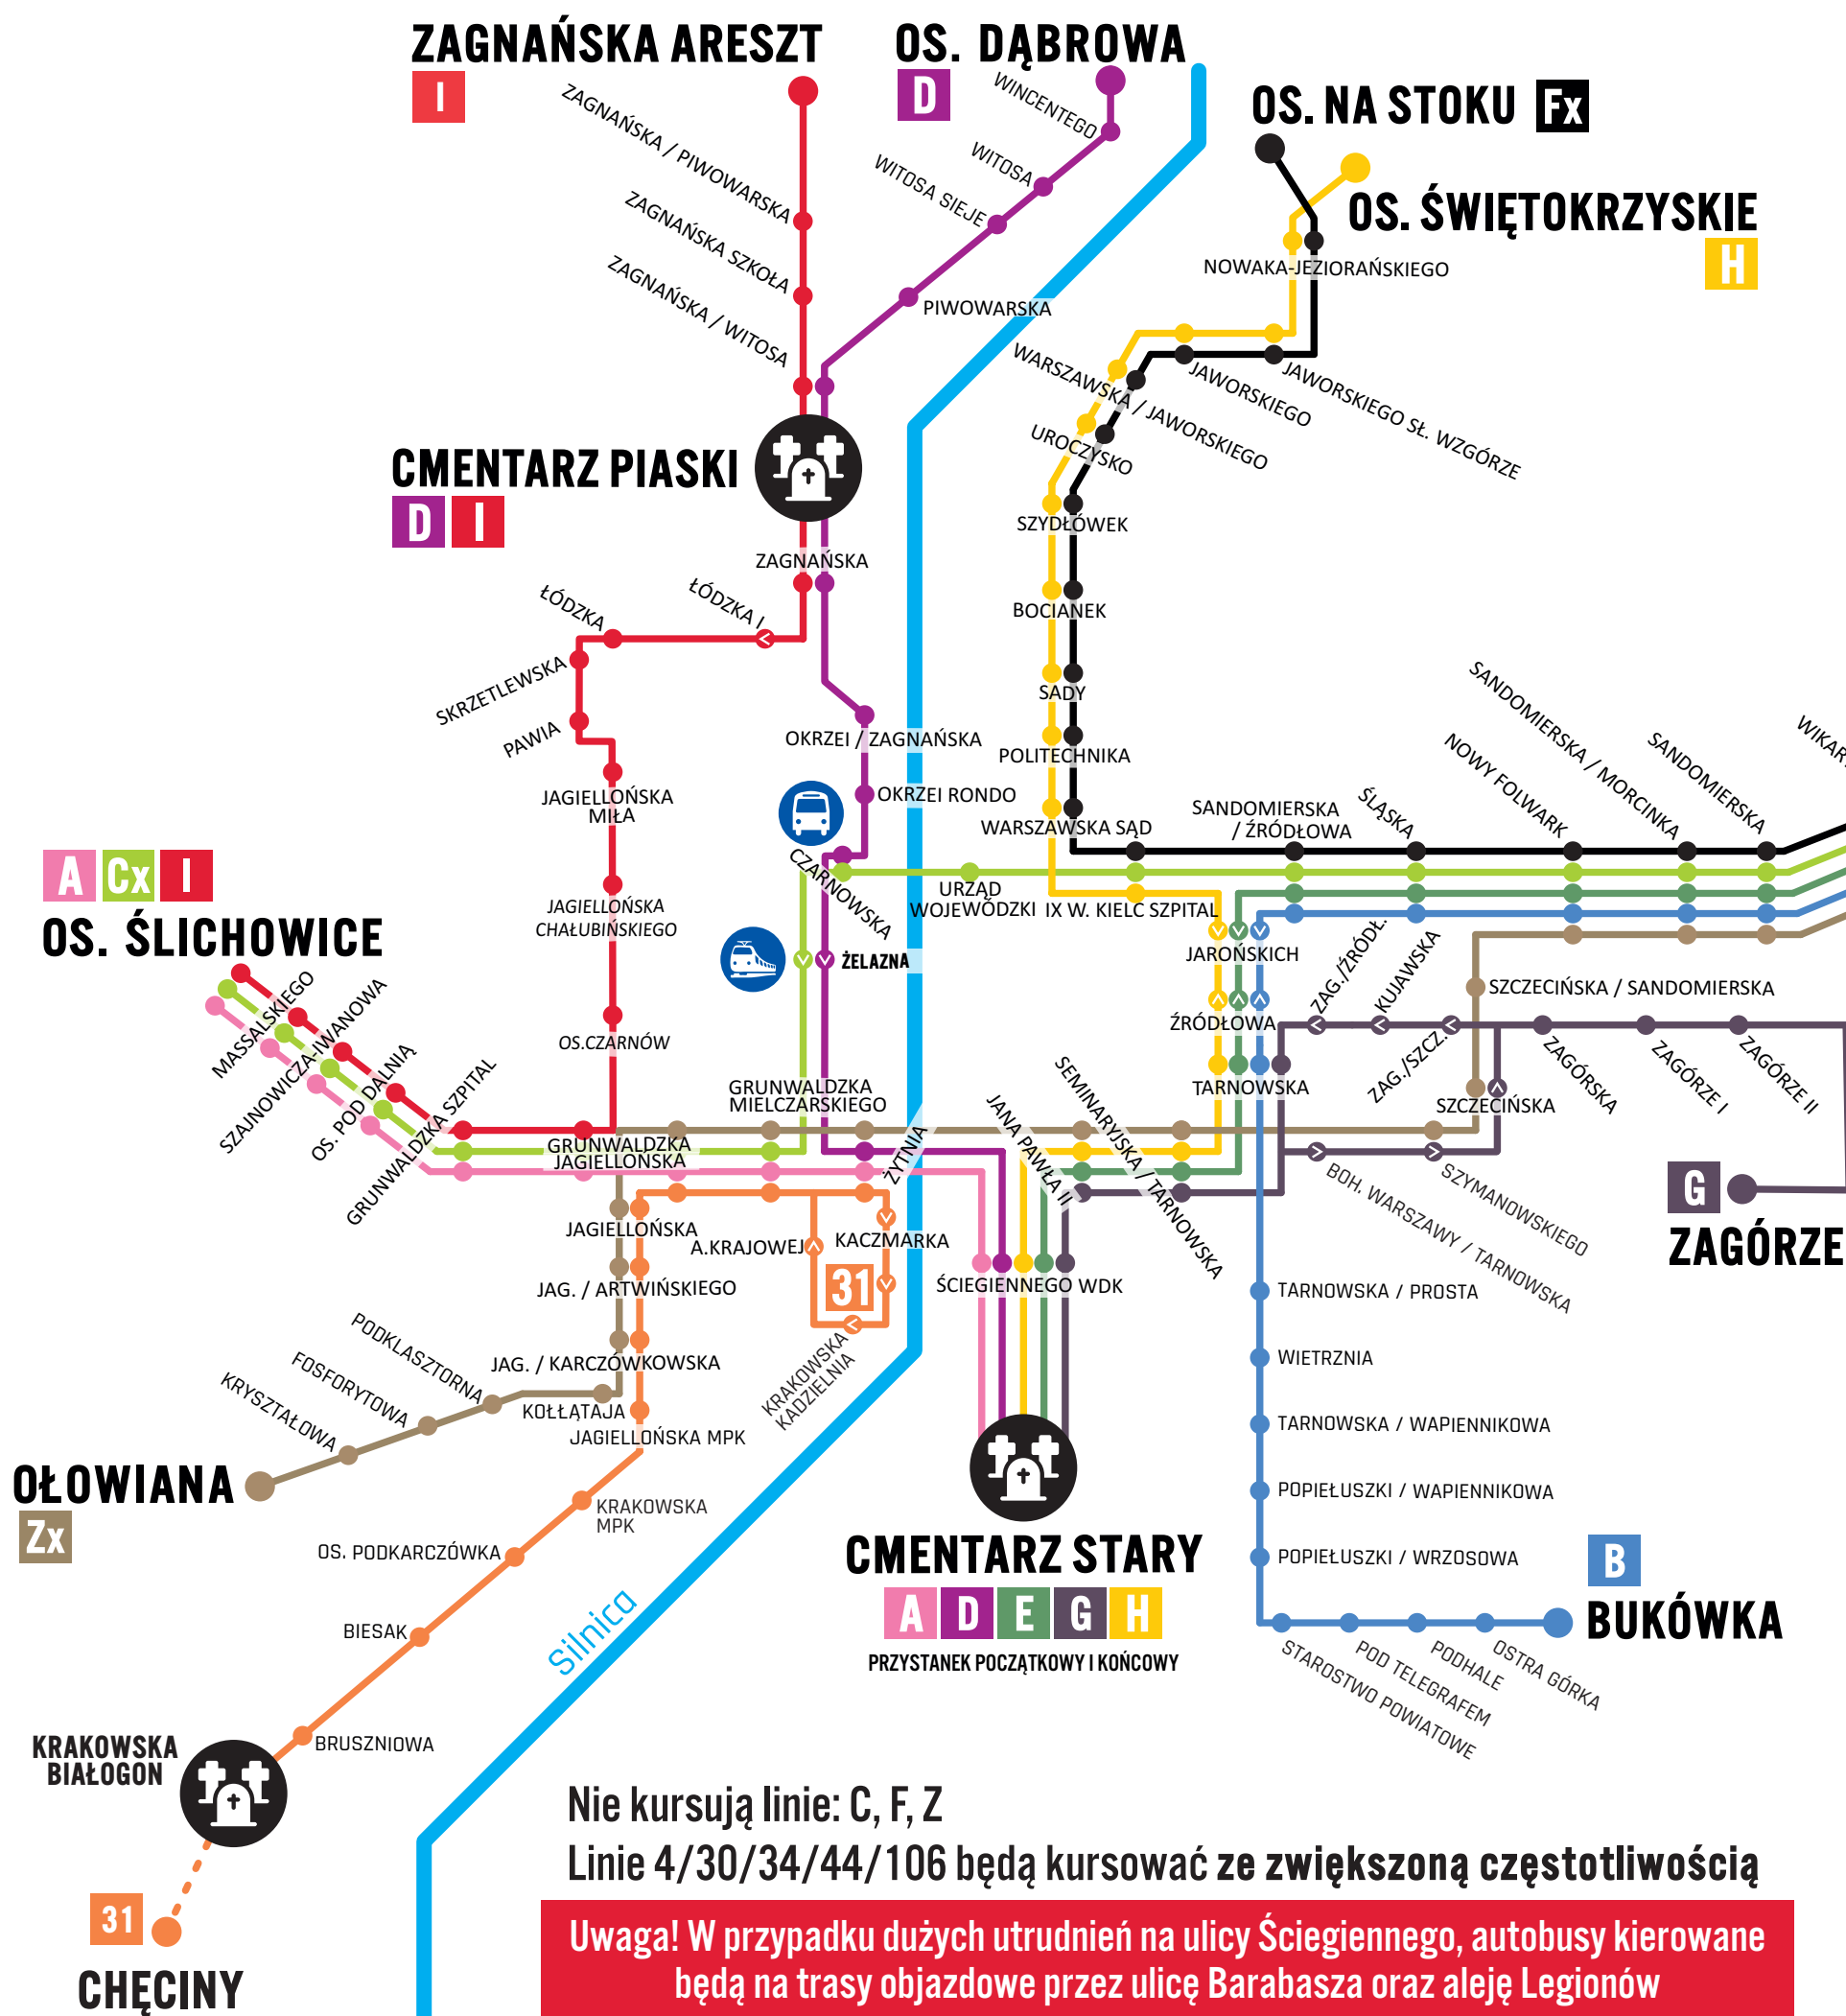 ZAGNAŃSKA ARESZT
I
OS. DĄBROWA
D
OS. NA STOKU Fx
OS. ŚWIĘTOKRZYSKIE
H
ZAGNAŃSKA / PIWOWARSKA
ZAGNAŃSKA SZKOŁA
ZAGNAŃSKA / WITOSA
WINCENTEGO
WITOSA
WITOSA SIEJE
PIWOWARSKA
NOWAKA-JEZIORAŃSKIEGO
JAWORSKIEGO SŁ. WZGÓRZE
JAWORSKIEGO
WARSZAWSKA / JAWORSKIEGO
UROCZYSKO
SZYDŁÓWEK
BOCIANEK
SADY
POLITECHNIKA
WARSZAWSKA SĄD
CMENTARZ PIASKI
D I
ZAGNAŃSKA
ŁÓDZKA I
ŁÓDZKA
SKRZETLEWSKA
PAWIA
JAGIELLOŃSKA
MIŁA
JAGIELLOŃSKA
CHAŁUBIŃSKIEGO
OS.CZARNÓW
OKRZEI / ZAGNAŃSKA
OKRZEI RONDO
CZARNOWSKA
ŻELAZNA
URZĄD
WOJEWÓDZKI
IX W. KIELC SZPITAL
SANDOMIERSKA
/ ŹRÓDŁOWA
ŚLĄSKA
NOWY FOLWARK
SANDOMIERSKA / MORCINKA
SANDOMIERSKA
WIKAR
JAROŃSKICH
ŹRÓDŁOWA
TARNOWSKA
ZAG./ŹRÓDŁ.
KUJAWSKA
ZAG./SZCZ.
SZCZECIŃSKA / SANDOMIERSKA
ZAGÓRSKA
ZAGÓRZE I
ZAGÓRZE II
SZCZECIŃSKA
BOH. WARSZAWY / TARNOWSKA
SZYMANOWSKIEGO
G
ZAGÓRZE
A Cx I
OS. ŚLICHOWICE
MASSALSKIEGO
SZAJNOWICZA-IWANOWA
OS. POD DALNIĄ
GRUNWALDZKA SZPITAL
GRUNWALDZKA
JAGIELLOŃSKA
GRUNWALDZKA
MIELCZARSKIEGO
ŻYTNIA
JANA PAWŁA II
SEMINARYJSKA / TARNOWSKA
JAGIELLOŃSKA
A.KRAJOWEJ
KACZMARKA
31
JAG. / ARTWIŃSKIEGO
KRAKOWSKA
KADZIELNIA
ŚCIEGIENNEGO WDK
JAG. / KARCZÓWKOWSKA
KOŁŁĄTAJA
JAGIELLOŃSKA MPK
PODKLASZTORNA
FOSFORYTOWA
KRYSZTAŁOWA
OŁOWIANA
Zx
KRAKOWSKA
MPK
OS. PODKARCZÓWKA
BIESAK
BRUSZNIOWA
KRAKOWSKA
BIAŁOGON
31
CHĘCINY
Silnica
CMENTARZ STARY
A D E G H
PRZYSTANEK POCZĄTKOWY I KOŃCOWY
TARNOWSKA / PROSTA
WIETRZNIA
TARNOWSKA / WAPIENNIKOWA
POPIEŁUSZKI / WAPIENNIKOWA
POPIEŁUSZKI / WRZOSOWA
B
BUKÓWKA
STAROSTWO POWIATOWE
POD TELEGRAFEM
PODHALE
OSTRA GÓRKA
Nie kursują linie: C, F, Z
Linie 4/30/34/44/106 będą kursować ze zwiększoną częstotliwością
Uwaga! W przypadku dużych utrudnień na ulicy Ściegiennego, autobusy kierowane
będą na trasy objazdowe przez ulicę Barabasza oraz aleję Legionów